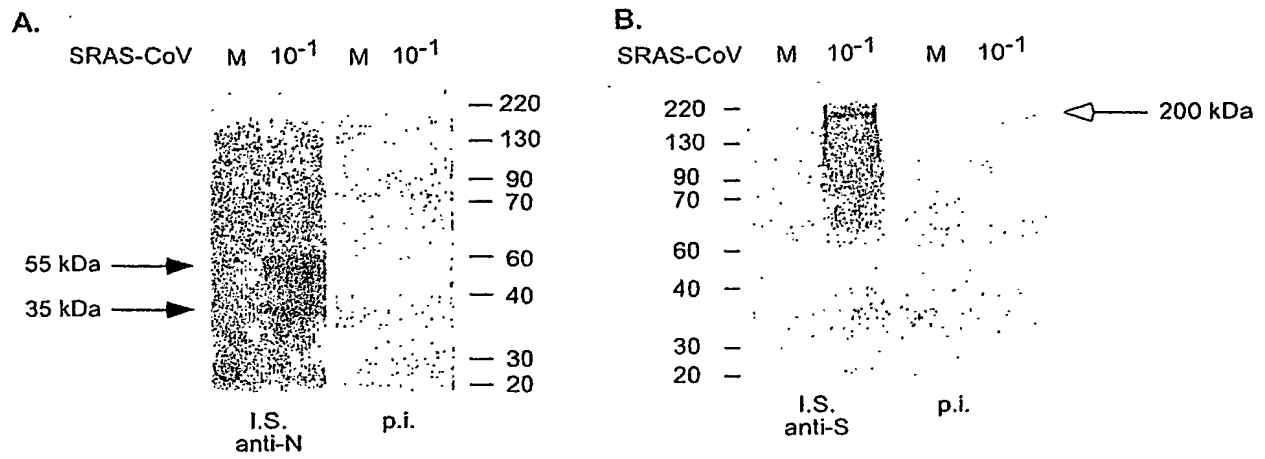 A.
SRAS-CoV M 10-1 M 10-1
220
130
90
70
60
40
30
20
55 kDa
35 kDa
I.S. p.i.
anti-N
B.
SRAS-CoV M 10-1 M 10-1
220
130
90
70
60
40
30
20
200 kDa
I.S. p.i.
anti-S